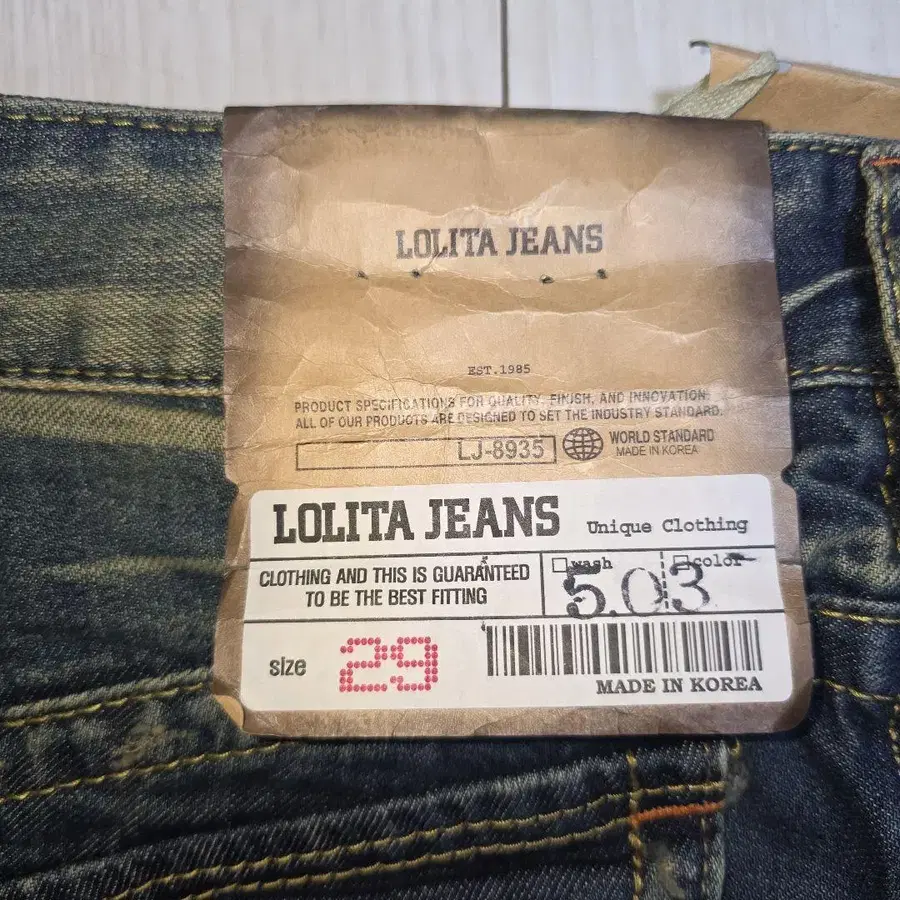 LOLITA JEANS
EST.1985
PRODUCT SPECIFICATIONS FOR QUALITY, FINISH, AND INNOVATION:
ALL OF OUR PRODUCTS ARE DESIGNED TO SET THE INDUSTRY STANDARD.
LJ-8935
WORLD STANDARD
MADE IN KOREA
LOLITA JEANS
Unique Clothing
CLOTHING AND THIS IS GUARANTEED
TO BE THE BEST FITTING
wash
color
5.03
size
29
MADE IN KOREA